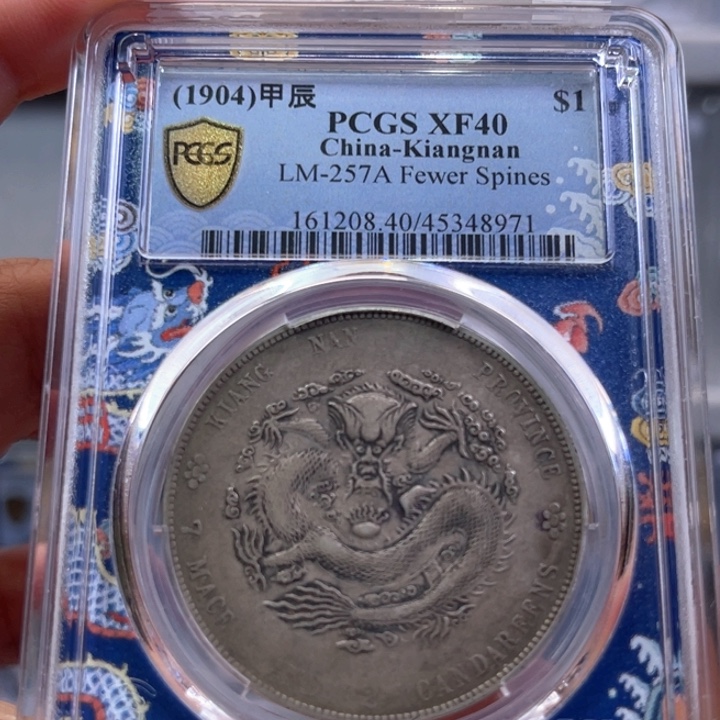 (1904)甲辰
$1
PCGS XF40
PCGS
China-Kiangnan
LM-257A Fewer Spines
161208.40/45348971
KIANG NAN PROVINCE
7 MACE CANDAREENS